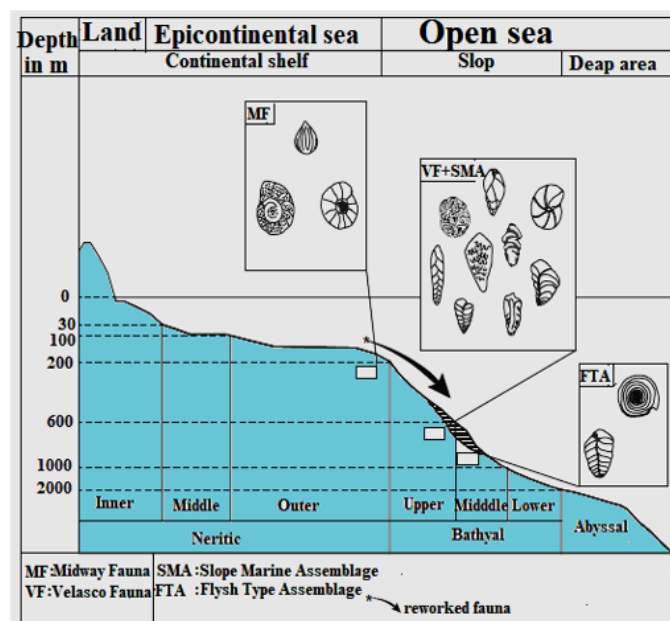 Depth in m
Land
Epicontinental sea
Open sea
Continental shelf
Slop
Deap area
MF
VF+SMA
FTA
0
30
100
200
600
1000
2000
*
Inner
Middle
Outer
Upper
Midddle
Lower
Abyssal
Neritic
Bathyal
MF:Midway Fauna
SMA:Slope Marine Assemblage
VF:Velasco Fauna
FTA :Flysh Type Assemblage
* reworked fauna